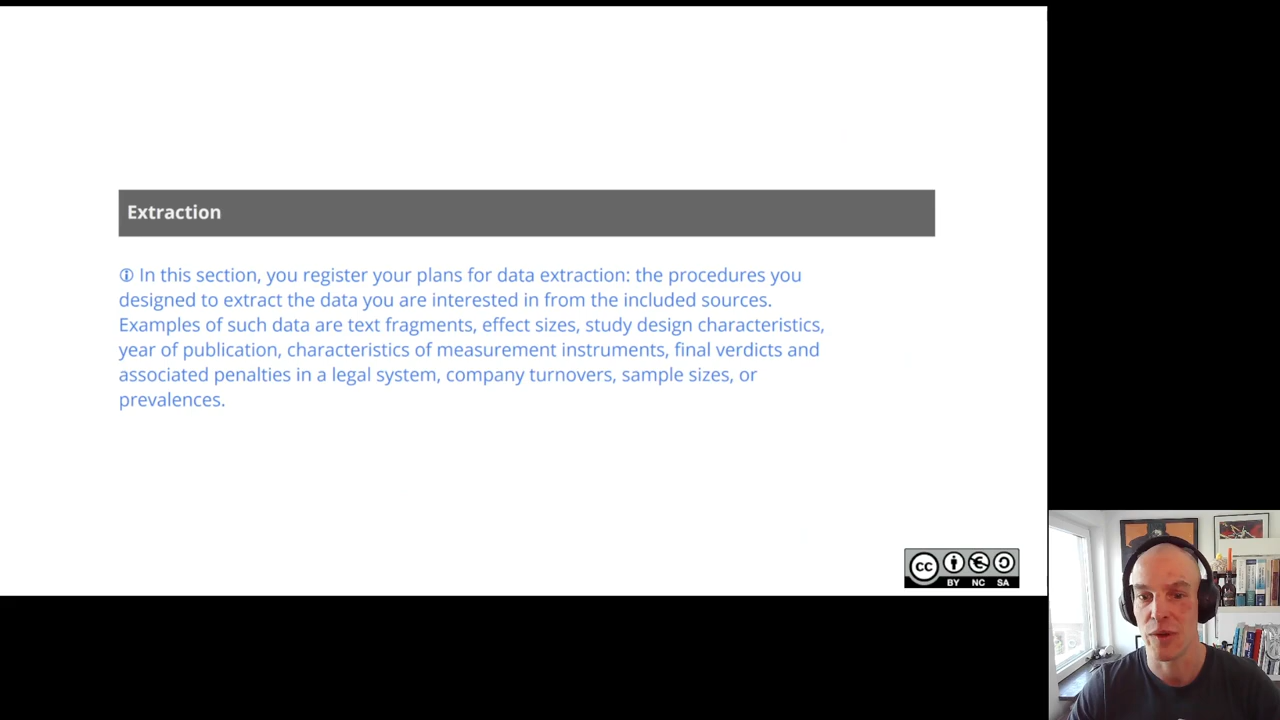 Extraction
🛈 In this section, you register your plans for data extraction: the procedures you
designed to extract the data you are interested in from the included sources.
Examples of such data are text fragments, effect sizes, study design characteristics,
year of publication, characteristics of measurement instruments, final verdicts and
associated penalties in a legal system, company turnovers, sample sizes, or
prevalences.
cc
BY NC SA